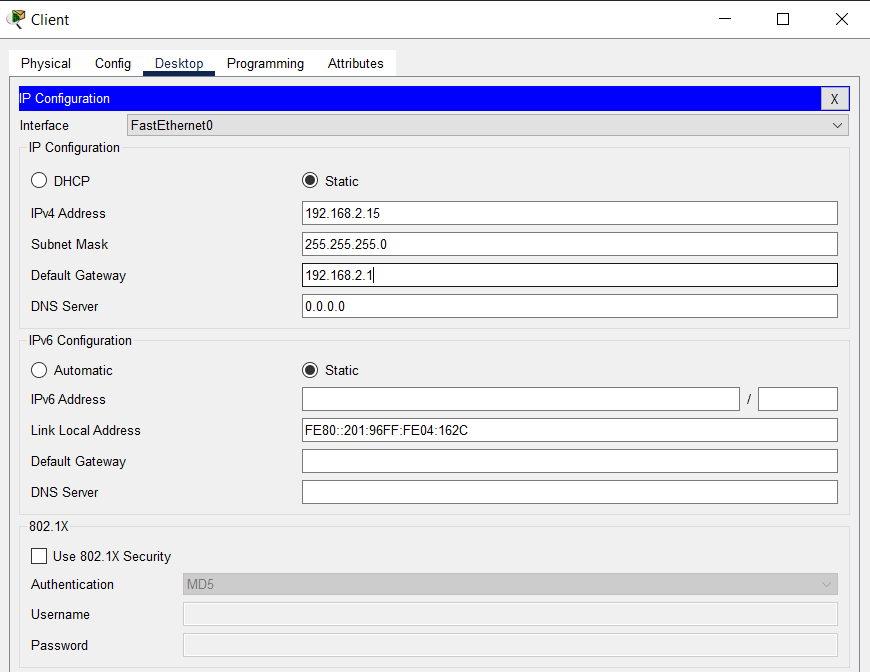 Client
Physical Config Desktop Programming Attributes
IP Configuration X
Interface FastEthernet0
IP Configuration
DHCP Static
IPv4 Address 192.168.2.15
Subnet Mask 255.255.255.0
Default Gateway 192.168.2.1
DNS Server 0.0.0.0
IPv6 Configuration
Automatic Static
IPv6 Address /
Link Local Address FE80::201:96FF:FE04:162C
Default Gateway
DNS Server
802.1X
Use 802.1X Security
Authentication MD5
Username
Password